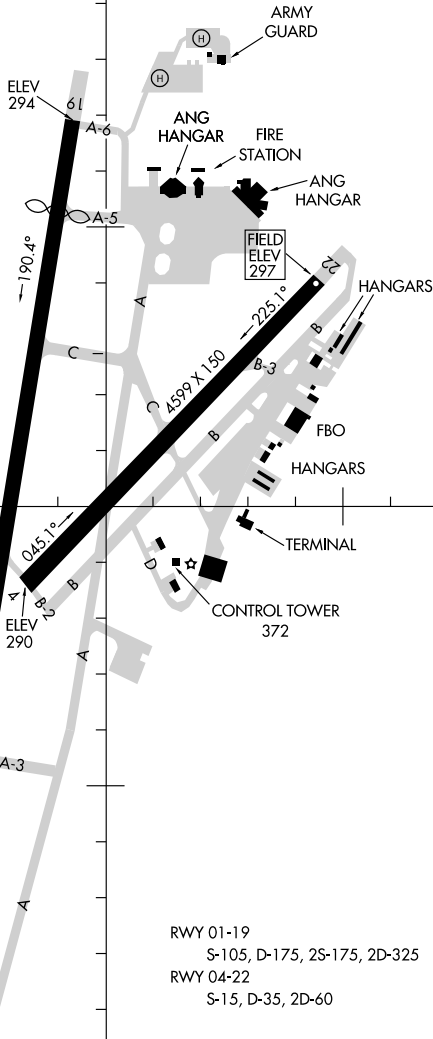 ARMY
GUARD
H
H
ELEV
294
19
A-6
ANG
HANGAR
FIRE
STATION
ANG
HANGAR
A-5
FIELD
ELEV
297
22
190.4°
A
225.1°
HANGARS
B
C
B-3
4599 X 150
C
B
FBO
HANGARS
045.1°
TERMINAL
D
4
B-2
B
CONTROL TOWER
372
ELEV
290
A
A-3
A
RWY 01-19
S-105, D-175, 2S-175, 2D-325
RWY 04-22
S-15, D-35, 2D-60